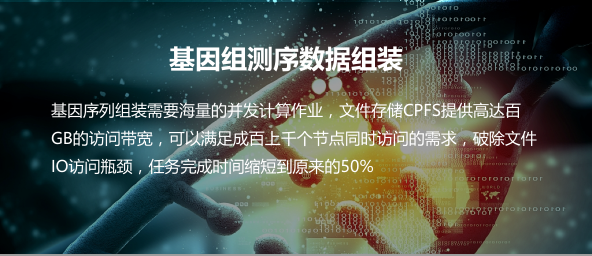 基因组测序数据组装
基因序列组装需要海量的并发计算作业，文件存储CPFS提供高达百
GB的访问带宽，可以满足成百上千个节点同时访问的需求，破除文件
IO访问瓶颈，任务完成时间缩短到原来的50%